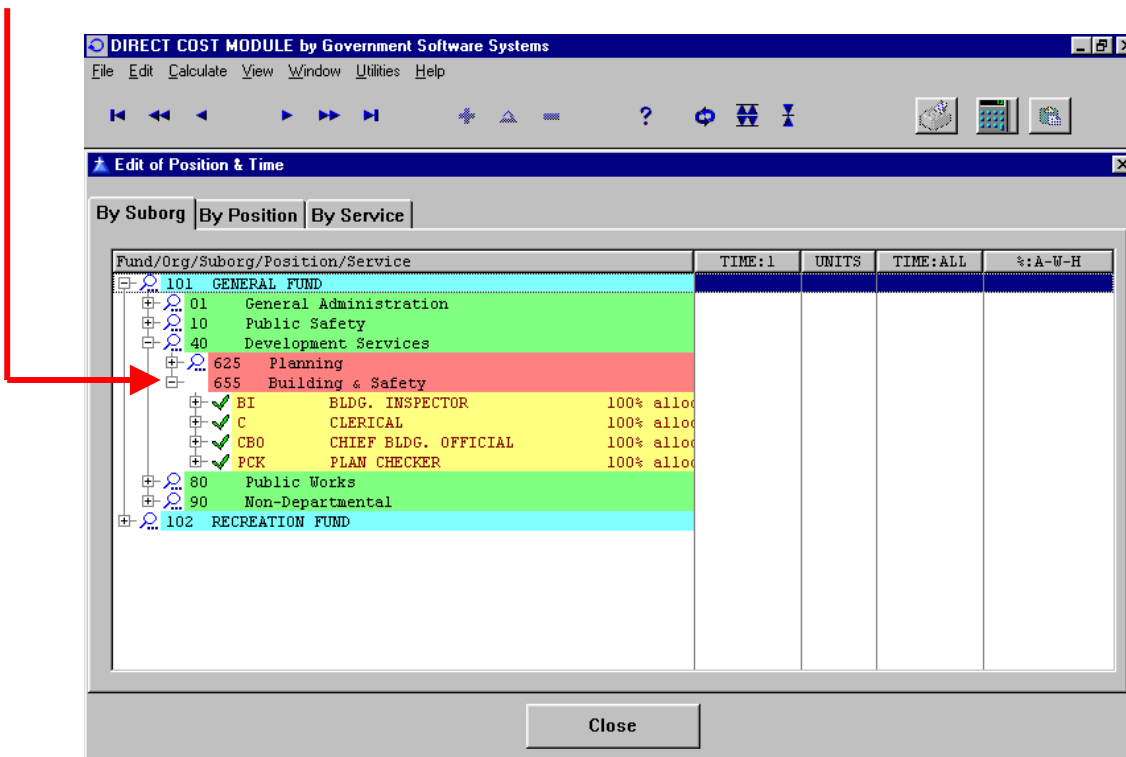 DIRECT COST MODULE by Government Software Systems
File Edit Calculate View Window Utilities Help
?
Edit of Position & Time
By Suborg By Position By Service
Fund/Org/Suborg/Position/Service TIME:1 UNITS TIME:ALL %:A-W-H
101 GENERAL FUND
01 General Administration
10 Public Safety
40 Development Services
625 Planning
655 Building & Safety
BI BLDG. INSPECTOR 100% alloc
C CLERICAL 100% alloc
CBO CHIEF BLDG. OFFICIAL 100% alloc
PCK PLAN CHECKER 100% alloc
80 Public Works
90 Non-Departmental
102 RECREATION FUND
Close